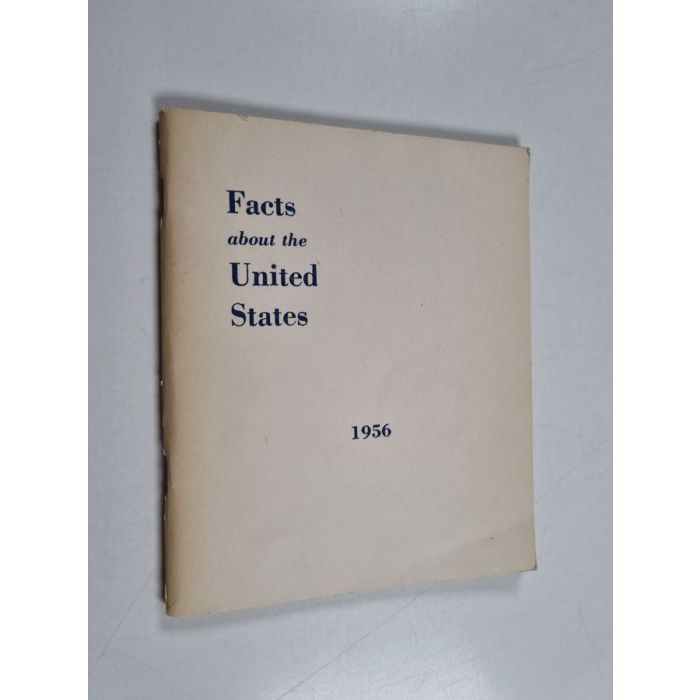 Facts
about the
United
States
1956